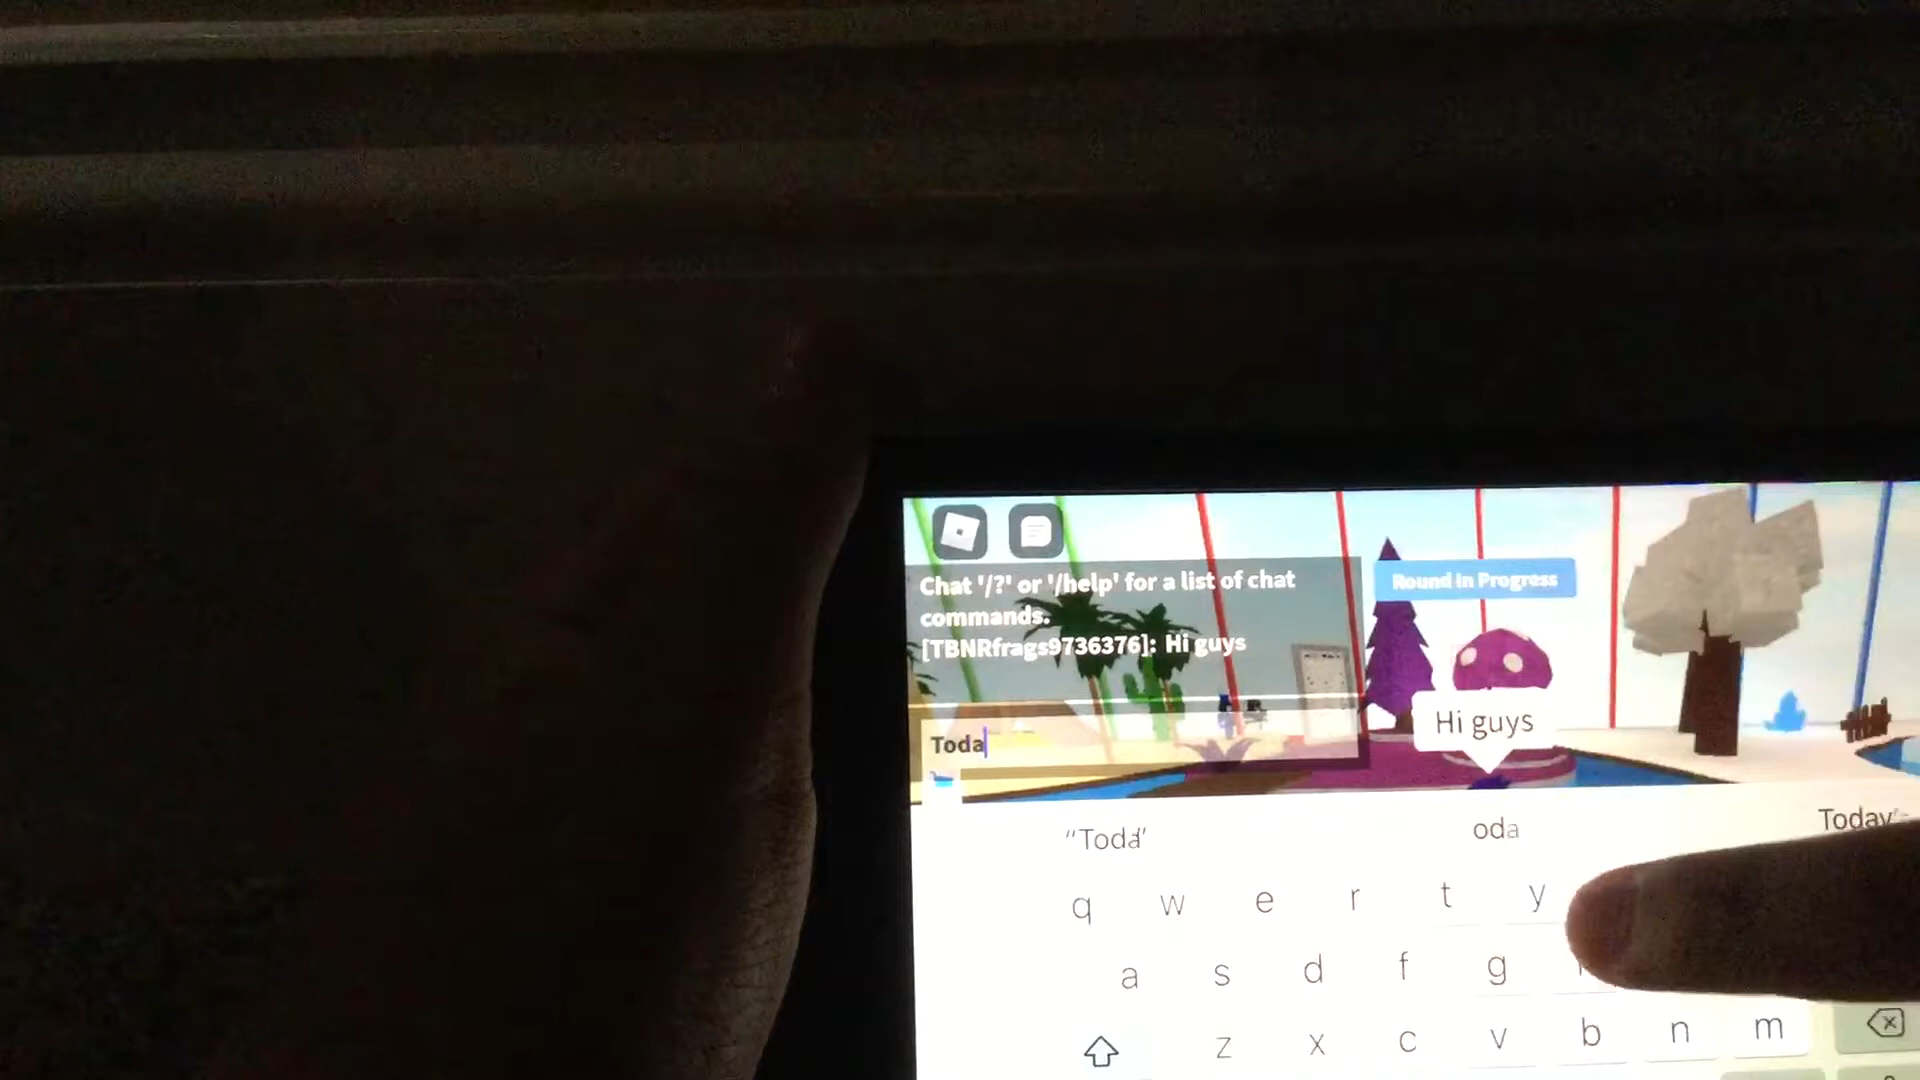 Chat '/?' or '/help' for a list of chat
commands.
[TBNRfrags9736376]: Hi guys
Round in Progress
Hi guys
Toda
“Toda” oda Today
q w e r t y
a s d f g
z x c v b n m